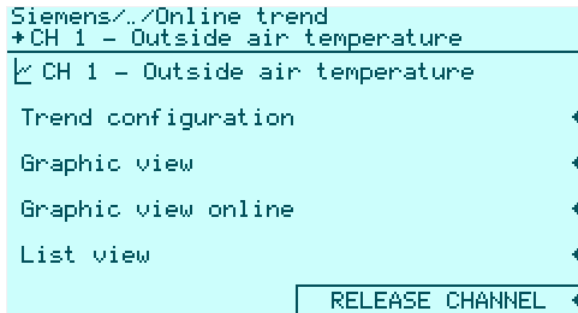 Siemens/../Online trend
→CH 1 – Outside air temperature
CH 1 – Outside air temperature
Trend configuration
Graphic view
Graphic view online
List view
RELEASE CHANNEL